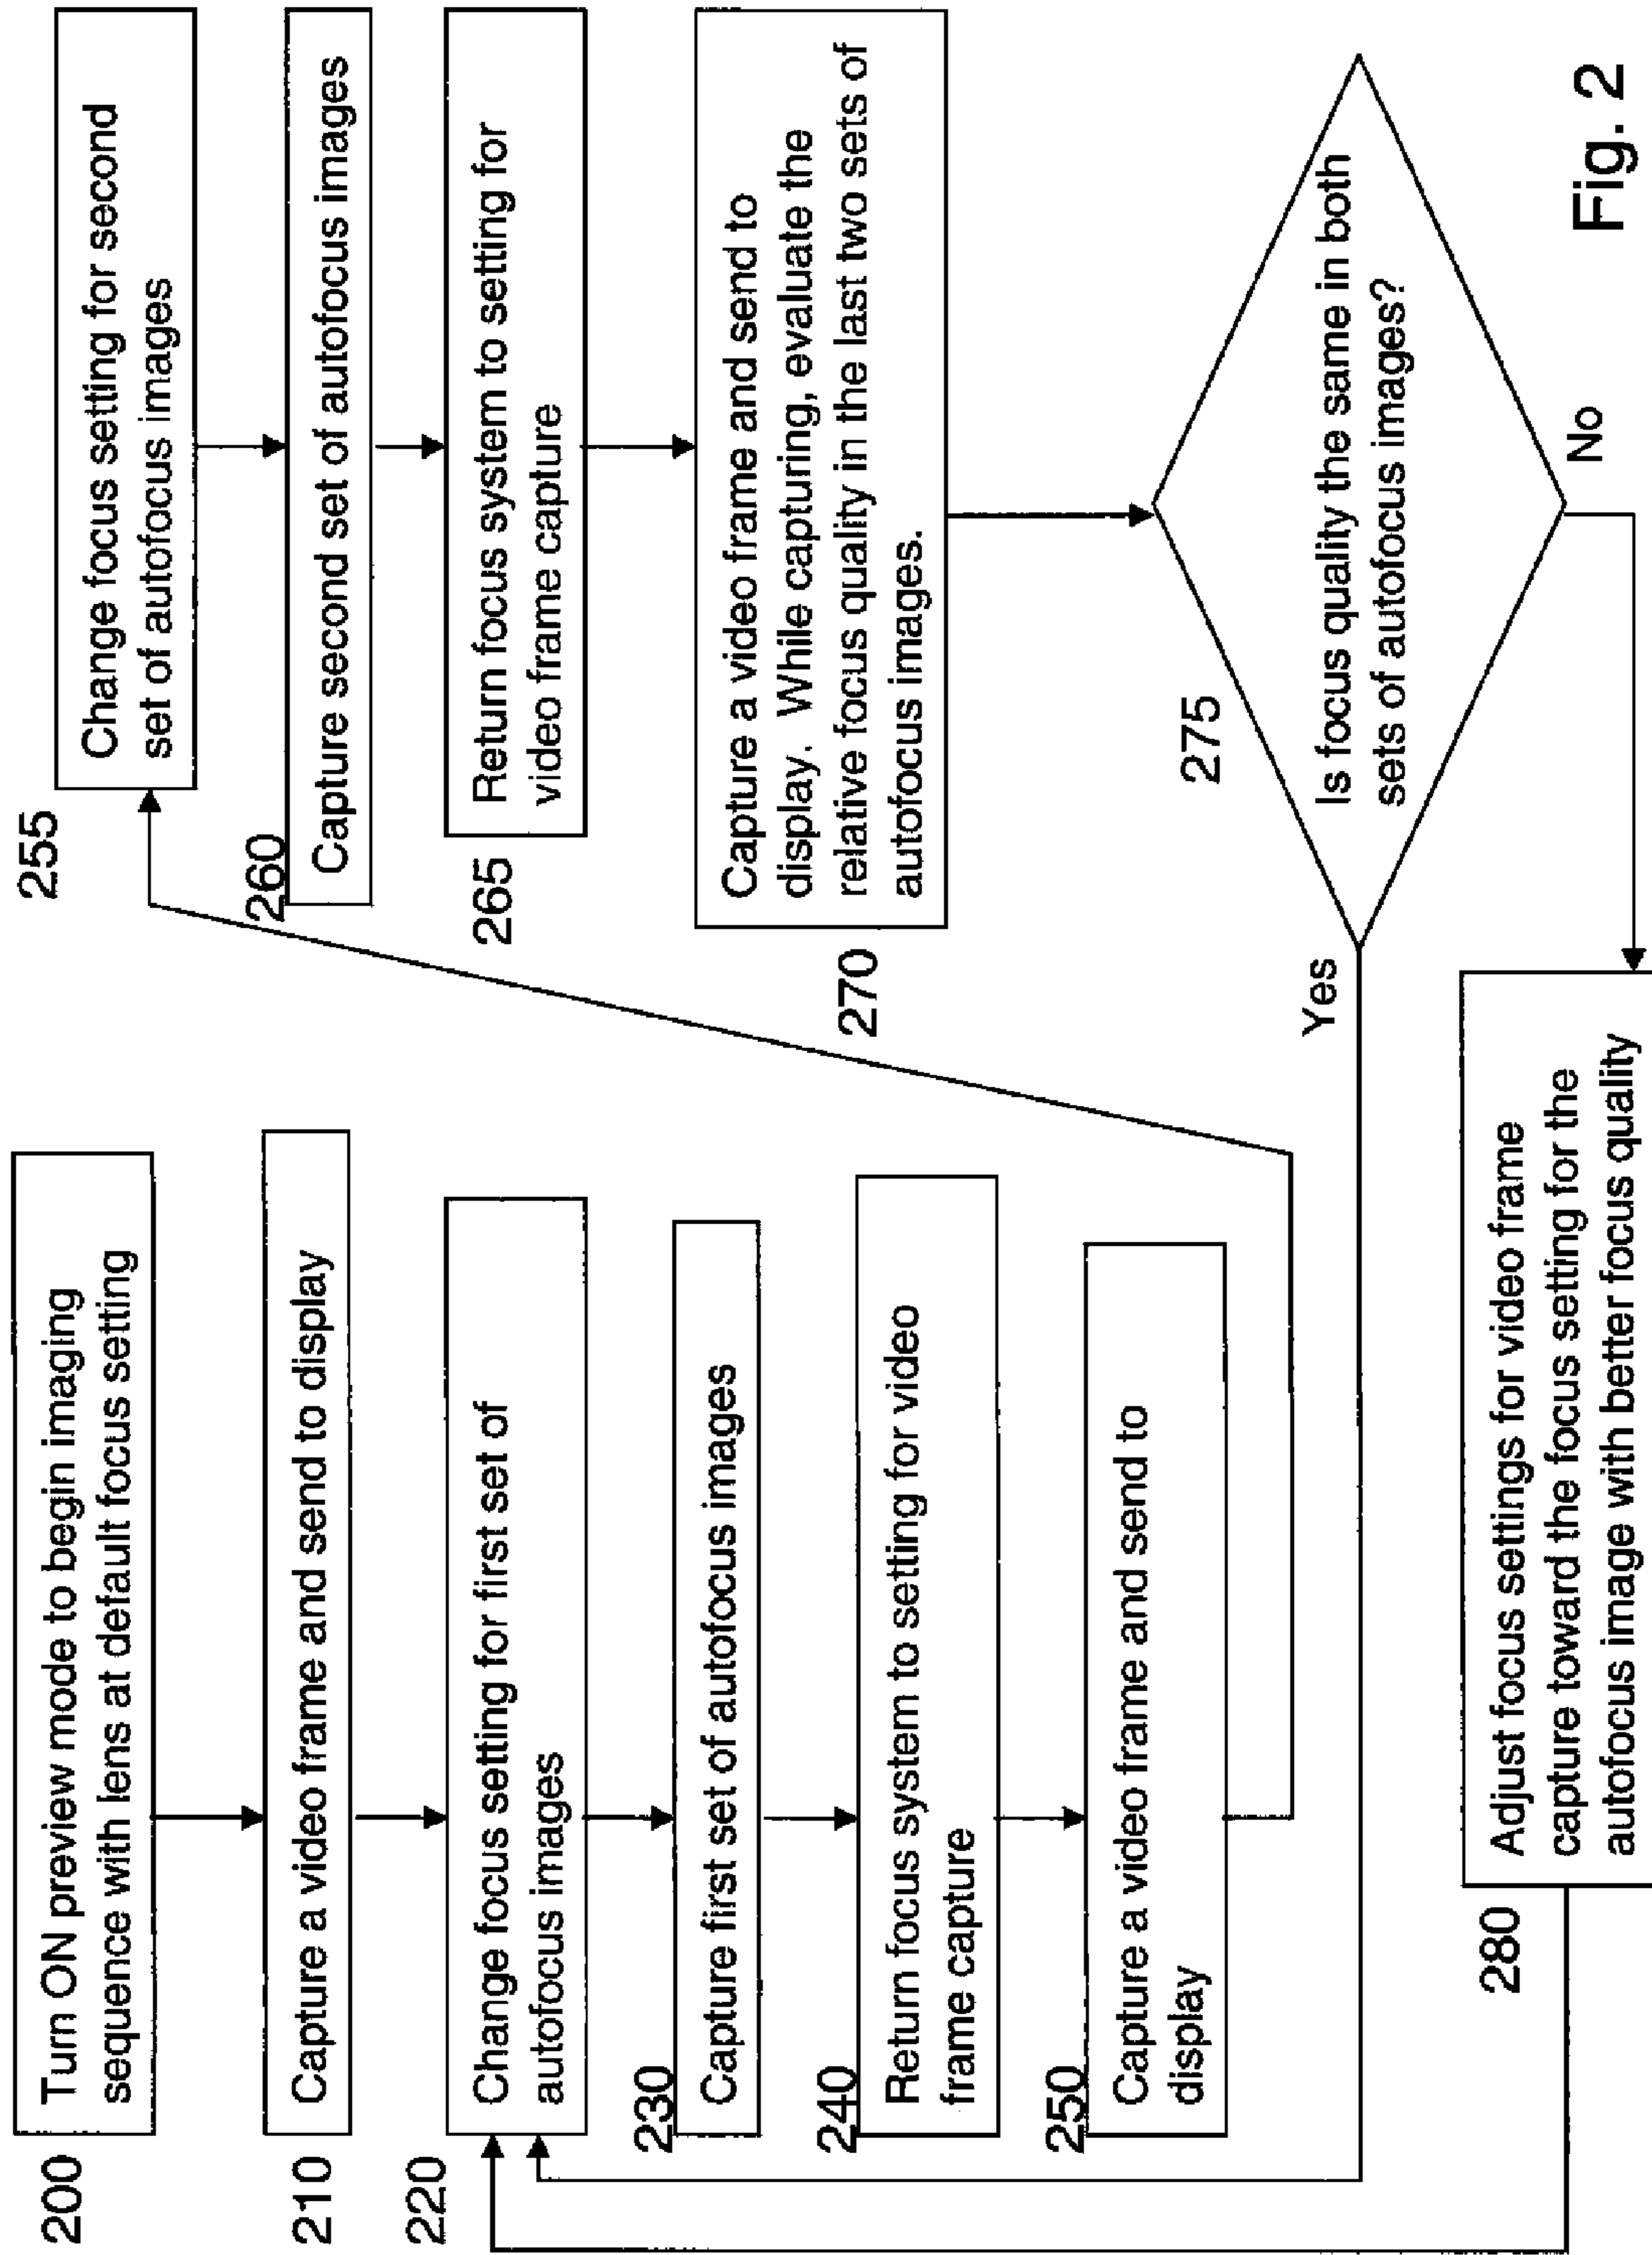 200
Turn ON preview mode to begin imaging
sequence with lens at default focus setting
210
Capture a video frame and send to display
220
Change focus setting for first set of
autofocus images
230
Capture first set of autofocus images
240
Return focus system to setting for video
frame capture
250
Capture a video frame and send to
display
255
Change focus setting for second
set of autofocus images
260
Capture second set of autofocus images
265
Return focus system to setting for
video frame capture
270
Capture a video frame and send to
display. While capturing, evaluate the
relative focus quality in the last two sets of
autofocus images.
275
Is focus quality the same in both
sets of autofocus images?
Yes
No
280
Adjust focus settings for video frame
capture toward the focus setting for the
autofocus image with better focus quality
Fig. 2